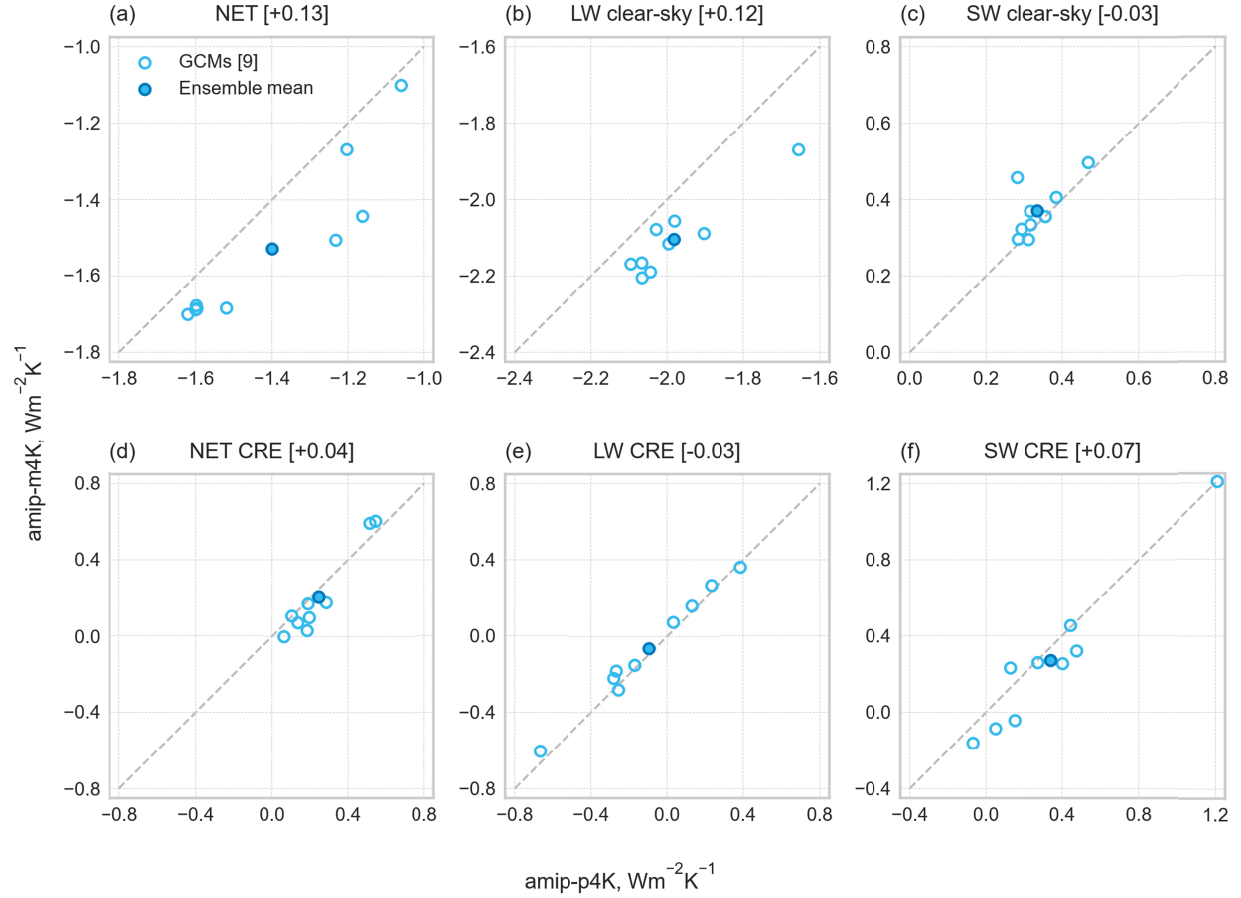 (a) NET [+0.13]
(b) LW clear-sky [+0.12]
(c) SW clear-sky [-0.03]
GCMs [9]
Ensemble mean
−1.0
−1.2
−1.4
−1.6
−1.8
−1.8 −1.6 −1.4 −1.2 −1.0
−1.6
−1.8
−2.0
−2.2
−2.4
−2.4 −2.2 −2.0 −1.8 −1.6
0.8
0.6
0.4
0.2
0.0
0.0 0.2 0.4 0.6 0.8
amip-m4K, Wm⁻²K⁻¹
(d) NET CRE [+0.04]
(e) LW CRE [-0.03]
(f) SW CRE [+0.07]
0.8
0.4
0.0
−0.4
−0.8
−0.8 −0.4 0.0 0.4 0.8
0.8
0.4
0.0
−0.4
−0.8
−0.8 −0.4 0.0 0.4 0.8
1.2
0.8
0.4
0.0
−0.4
−0.4 0.0 0.4 0.8 1.2
amip-p4K, Wm⁻²K⁻¹